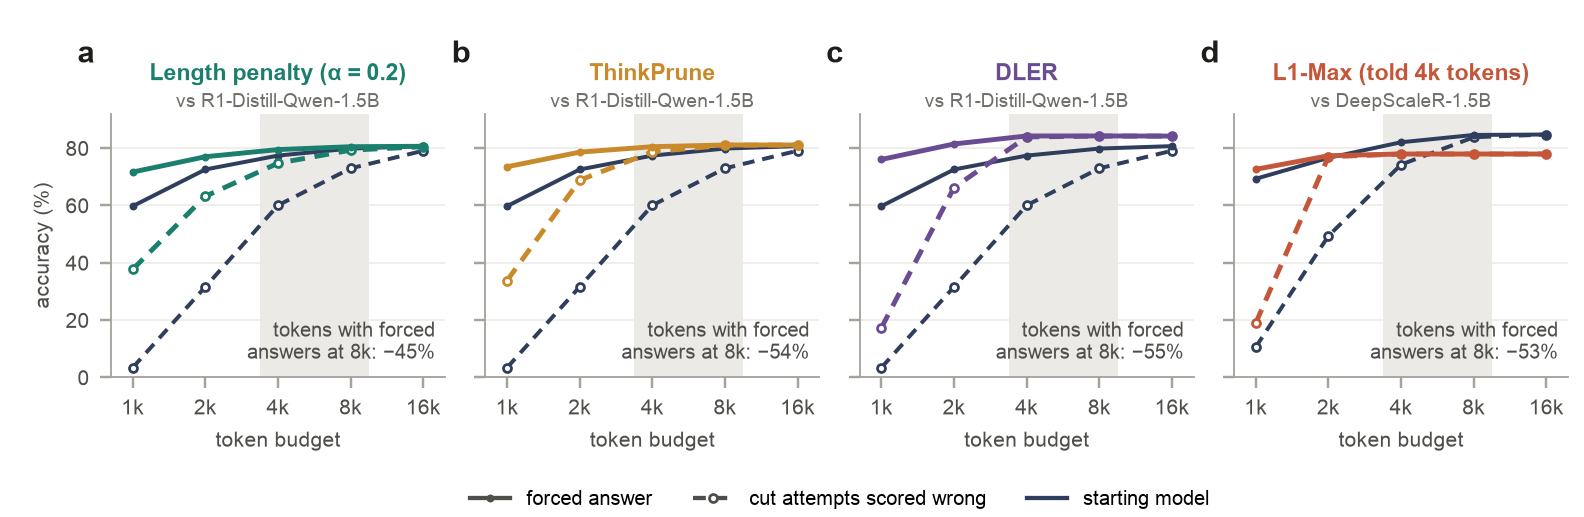 a
Length penalty (α = 0.2)
vs R1-Distill-Qwen-1.5B
b
ThinkPrune
vs R1-Distill-Qwen-1.5B
c
DLER
vs R1-Distill-Qwen-1.5B
d
L1-Max (told 4k tokens)
vs DeepScaleR-1.5B
accuracy (%)
80
60
40
20
0
tokens with forced
answers at 8k: −45%
tokens with forced
answers at 8k: −54%
tokens with forced
answers at 8k: −55%
tokens with forced
answers at 8k: −53%
1k 2k 4k 8k 16k
1k 2k 4k 8k 16k
1k 2k 4k 8k 16k
1k 2k 4k 8k 16k
token budget
token budget
token budget
token budget
forced answer
cut attempts scored wrong
starting model